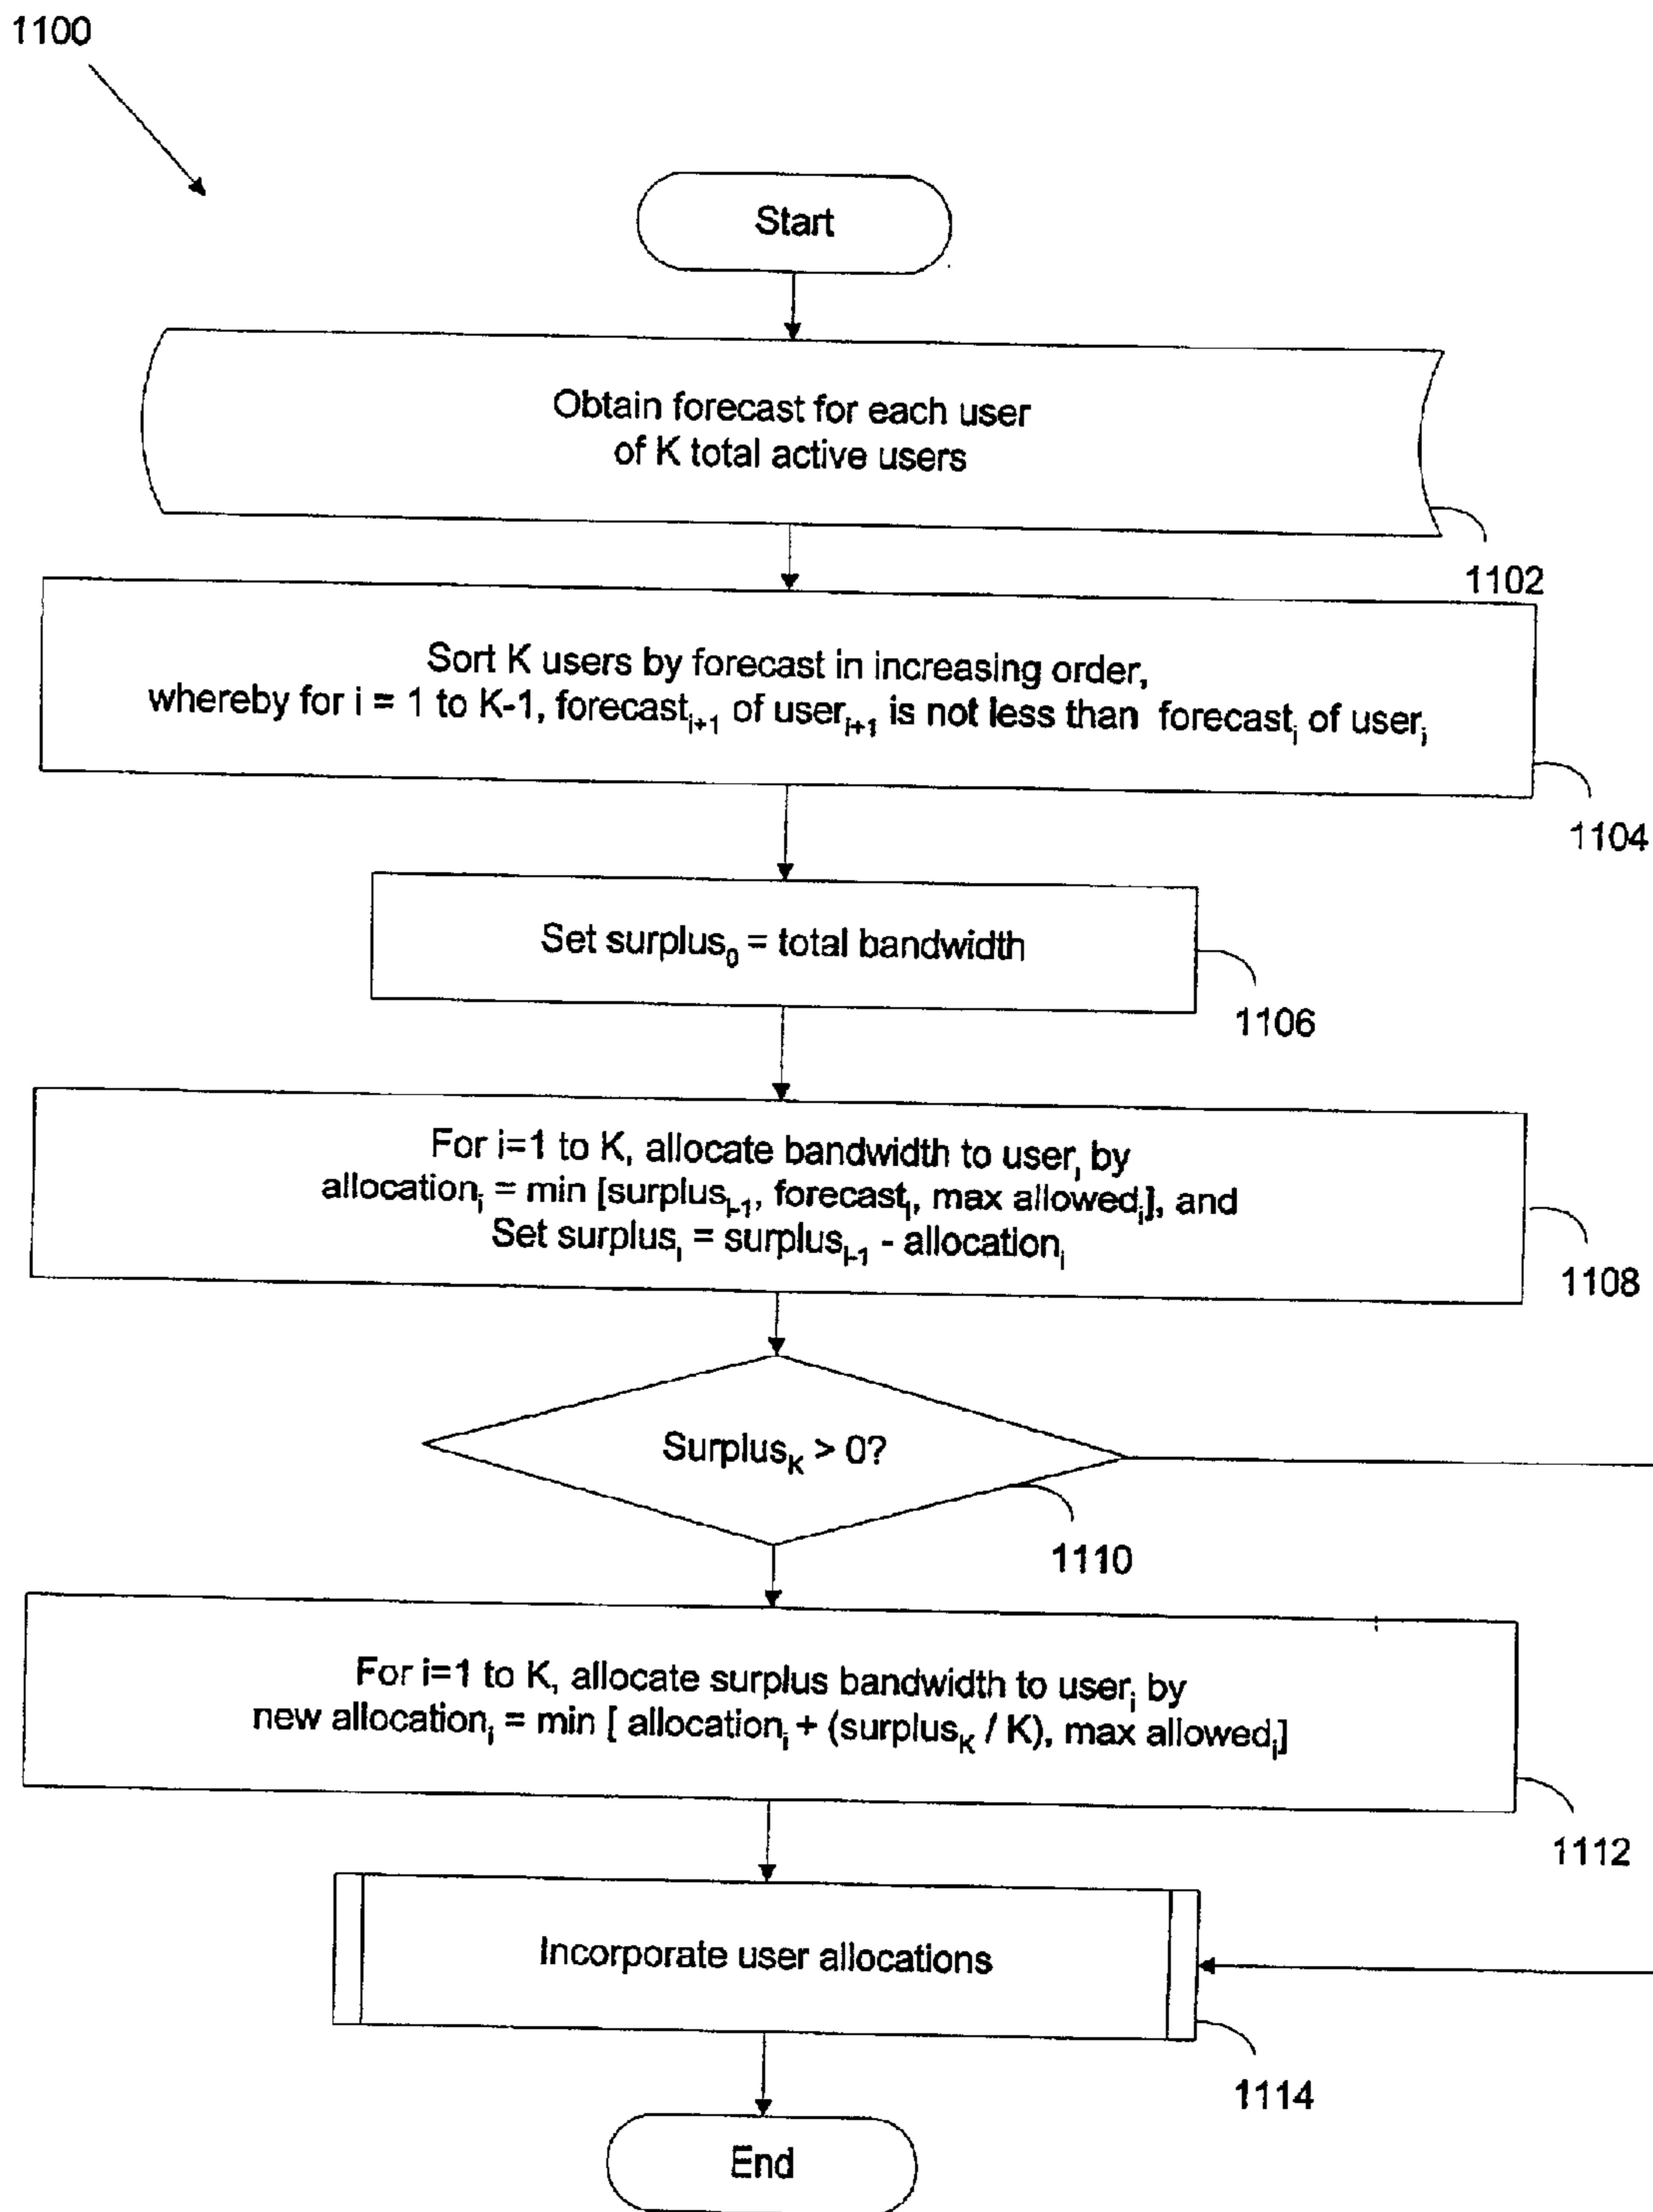 1100
Start
Obtain forecast for each user
of K total active users
1102
Sort K users by forecast in increasing order,
whereby for i = 1 to K-1, forecast_{i+1} of user_{i+1} is not less than forecast_i of user_i
1104
Set surplus_0 = total bandwidth
1106
For i=1 to K, allocate bandwidth to user_i by
allocation_i = min [surplus_{i-1}, forecast_i, max allowed_i], and
Set surplus_i = surplus_{i-1} - allocation_i
1108
Surplus_K > 0?
1110
For i=1 to K, allocate surplus bandwidth to user_i by
new allocation_i = min [ allocation_i + (surplus_K / K), max allowed_i]
1112
Incorporate user allocations
1114
End